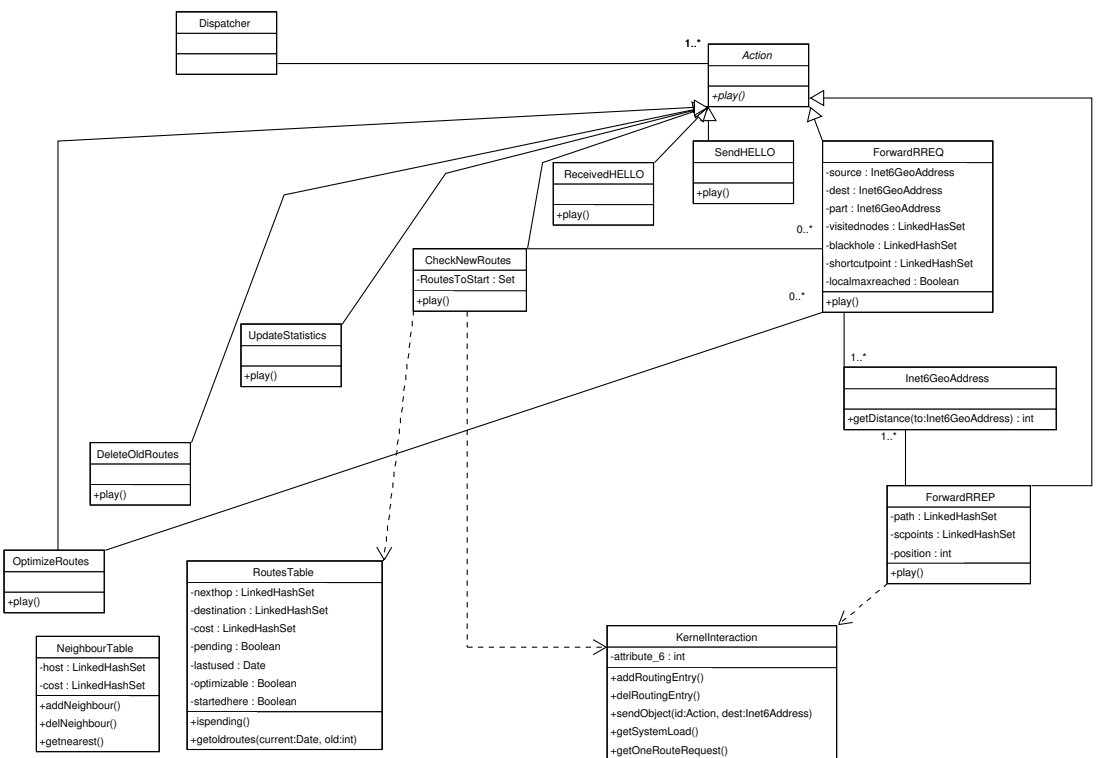 Dispatcher
1..*
Action
+play()
SendHELLO
+play()
ReceivedHELLO
+play()
ForwardRREQ
-source : Inet6GeoAddress
-dest : Inet6GeoAddress
-part : Inet6GeoAddress
-visitednodes : LinkedHasSet
-blackhole : LinkedHashSet
-shortcutpoint : LinkedHashSet
-localmaxreached : Boolean
+play()
0..*
0..*
CheckNewRoutes
-RoutesToStart : Set
+play()
UpdateStatistics
+play()
1..*
Inet6GeoAddress
+getDistance(to:Inet6GeoAddress) : int
1..*
DeleteOldRoutes
+play()
ForwardRREP
-path : LinkedHashSet
-scpoints : LinkedHashSet
-position : int
+play()
OptimizeRoutes
+play()
RoutesTable
-nexthop : LinkedHashSet
-destination : LinkedHashSet
-cost : LinkedHashSet
-pending : Boolean
-lastused : Date
-optimizable : Boolean
-startedhere : Boolean
+ispending()
+getoldroutes(current:Date, old:int)
NeighbourTable
-host : LinkedHashSet
-cost : LinkedHashSet
+addNeighbour()
+delNeighbour()
+getnearest()
KernelInteraction
-attribute_6 : int
+addRoutingEntry()
+delRoutingEntry()
+sendObject(id:Action, dest:Inet6Address)
+getSystemLoad()
+getOneRouteRequest()